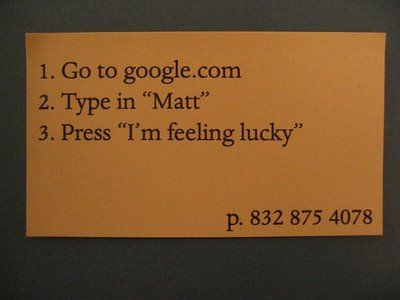 1. Go to google.com
2. Type in “Matt”
3. Press “I’m feeling lucky”
p. 832 875 4078